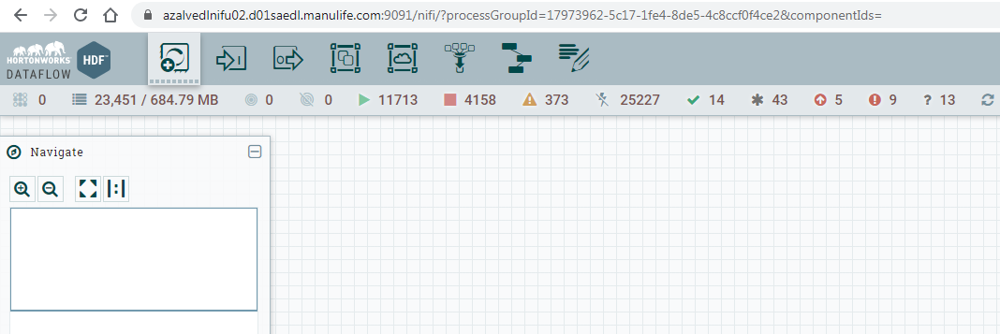 azalvedlnifu02.d01saedl.manulife.com:9091/nifi/?processGroupId=17973962-5c17-1fe4-8de5-4c8ccf0f4ce2&componentIds=
HORTONWORKS
DATAFLOW
HDF™
0 23,451 / 684.79 MB 0 0 11713 4158 373 25227 14 43 5 9 ? 13
Navigate